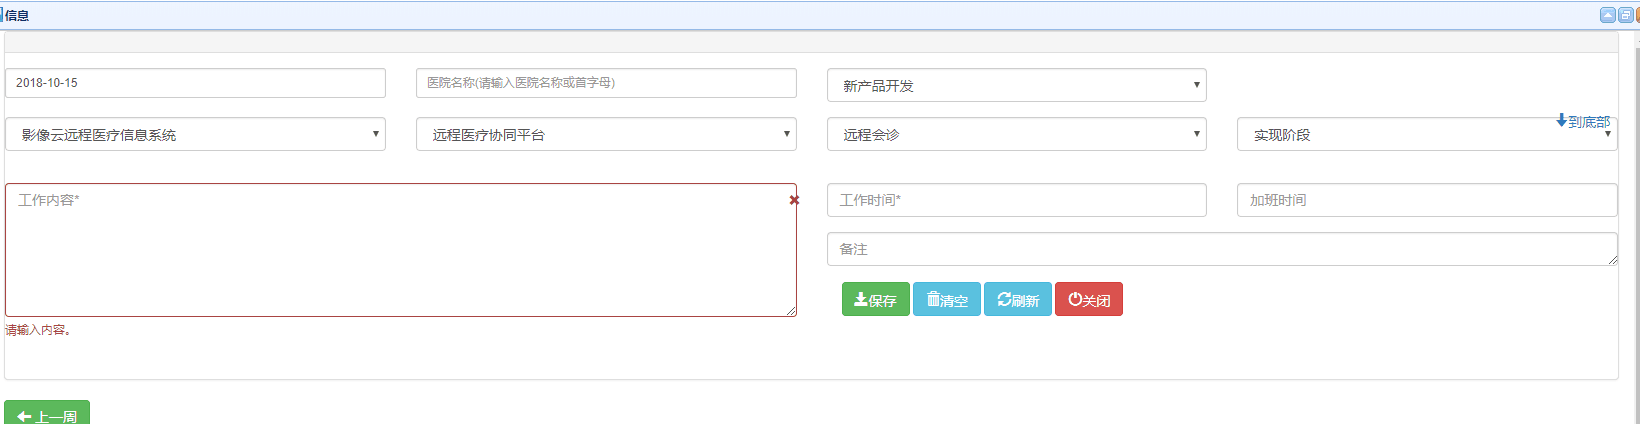 信息
2018-10-15
医院名称(请输入医院名称或首字母)
新产品开发
到底部
影像云远程医疗信息系统
远程医疗协同平台
远程会诊
实现阶段
工作内容*
工作时间*
加班时间
备注
保存
清空
刷新
关闭
请输入内容。
上一周